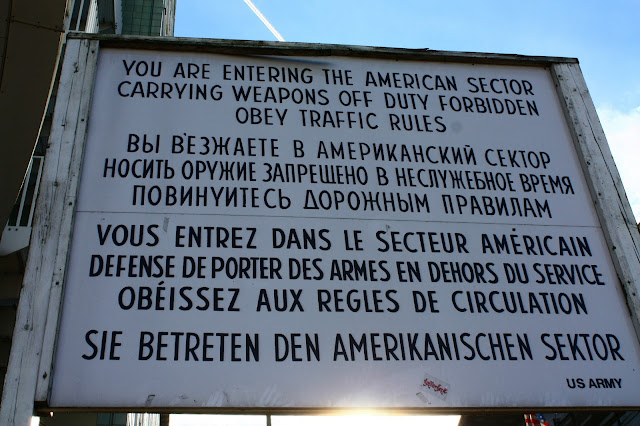 YOU ARE ENTERING THE AMERICAN SECTOR
CARRYING WEAPONS OFF DUTY FORBIDDEN
OBEY TRAFFIC RULES
ВЫ В'ЕЗЖАЕТЕ В АМЕРИКАНСКИЙ СЕКТОР
НОСИТЬ ОРУЖИЕ ЗАПРЕЩЕНО В НЕСЛУЖЕБНОЕ ВРЕМЯ
ПОВИНУИТЕСЬ ДОРОЖНЫМ ПРАВИЛАМ
VOUS ENTREZ DANS LE SECTEUR AMÉRICAIN
DEFENSE DE PORTER DES ARMES EN DEHORS DU SERVICE
OBÉISSEZ AUX REGLES DE CIRCULATION
SIE BETRETEN DEN AMERIKANISCHEN SEKTOR
US ARMY